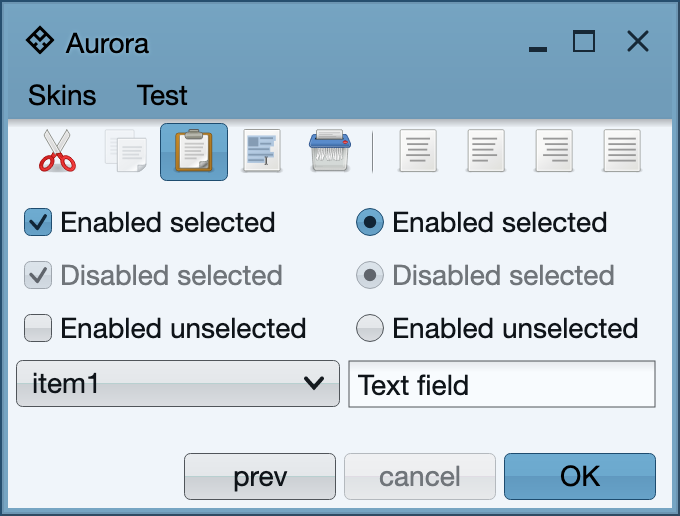 Aurora
Skins Test
Enabled selected Enabled selected
Disabled selected Disabled selected
Enabled unselected Enabled unselected
item1 Text field
prev cancel OK